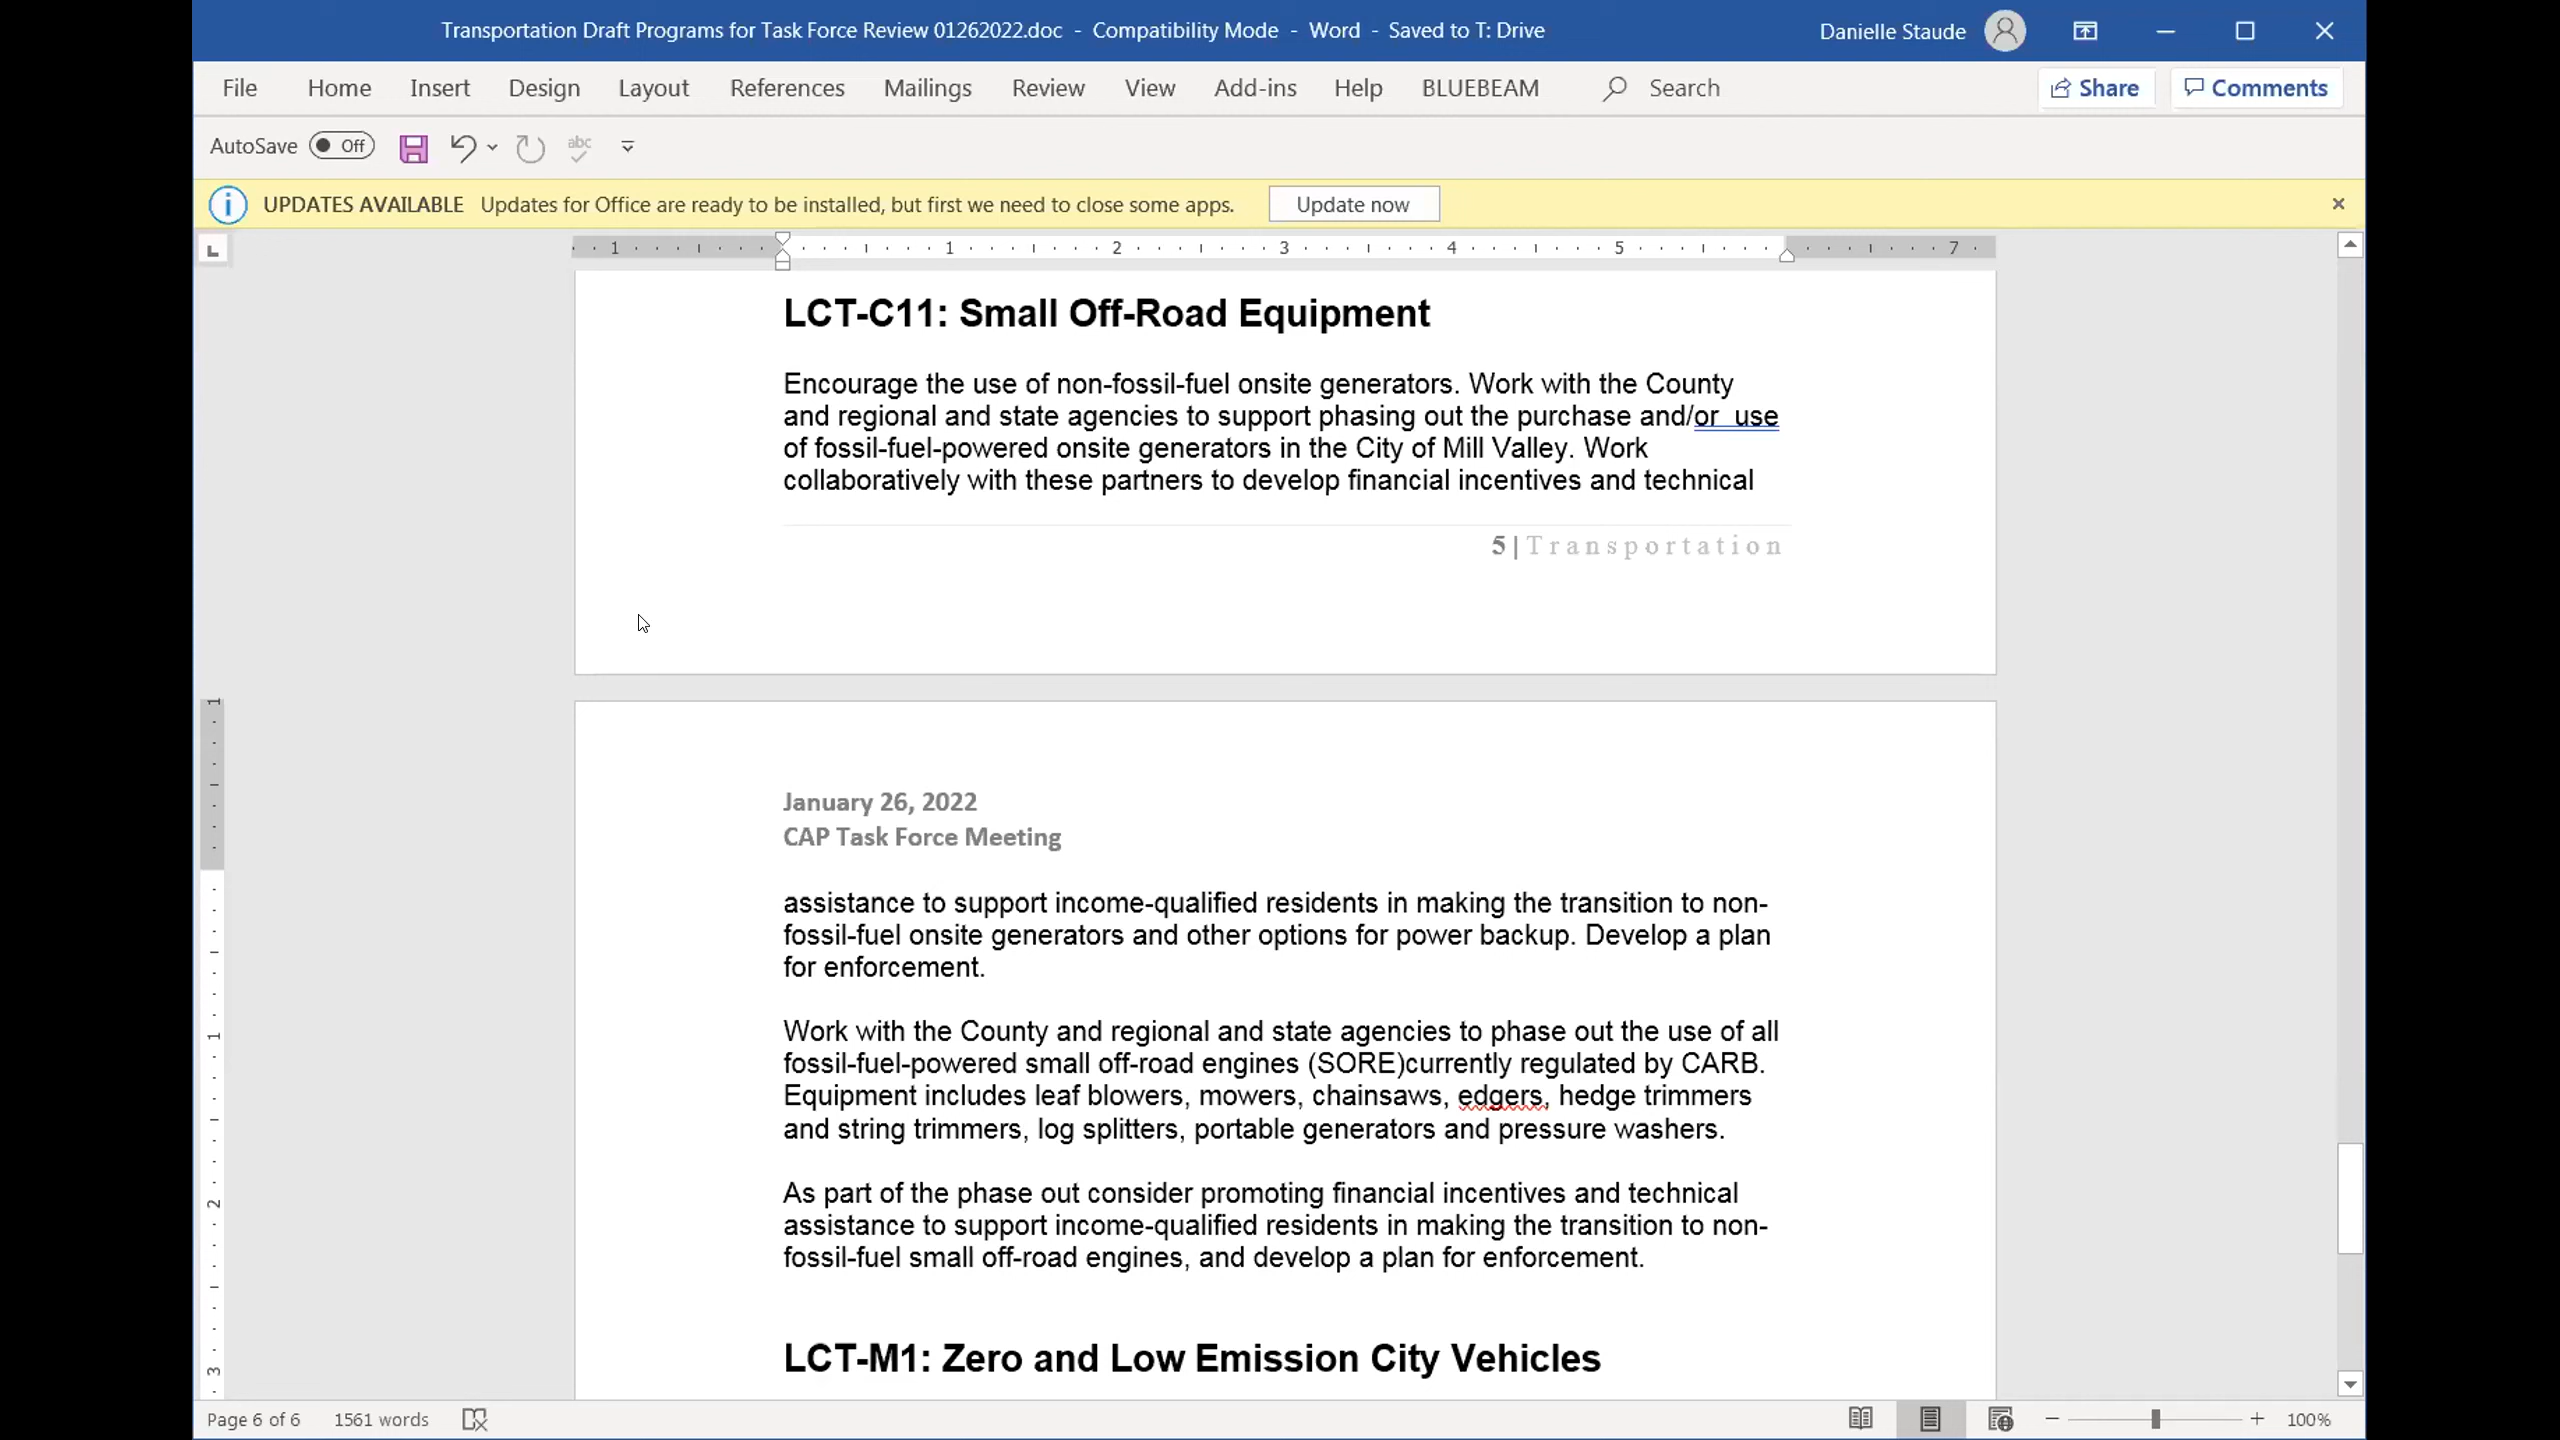 Transportation Draft Programs for Task Force Review 01262022.doc - Compatibility Mode - Word - Saved to T: Drive
Danielle Staude
File Home Insert Design Layout References Mailings Review View Add-ins Help BLUEBEAM Search Share Comments
AutoSave Off abc
UPDATES AVAILABLE Updates for Office are ready to be installed, but first we need to close some apps. Update now
1 1 2 3 4 5 7
LCT-C11: Small Off-Road Equipment
Encourage the use of non-fossil-fuel onsite generators. Work with the County
and regional and state agencies to support phasing out the purchase and/or  use
of fossil-fuel-powered onsite generators in the City of Mill Valley. Work
collaboratively with these partners to develop financial incentives and technical
5 | Transportation
January 26, 2022
CAP Task Force Meeting
assistance to support income-qualified residents in making the transition to non-
fossil-fuel onsite generators and other options for power backup. Develop a plan
for enforcement.
Work with the County and regional and state agencies to phase out the use of all
fossil-fuel-powered small off-road engines (SORE)currently regulated by CARB.
Equipment includes leaf blowers, mowers, chainsaws, edgers, hedge trimmers
and string trimmers, log splitters, portable generators and pressure washers.
As part of the phase out consider promoting financial incentives and technical
assistance to support income-qualified residents in making the transition to non-
fossil-fuel small off-road engines, and develop a plan for enforcement.
LCT-M1: Zero and Low Emission City Vehicles
1
1
2
3
Page 6 of 6 1561 words 100%